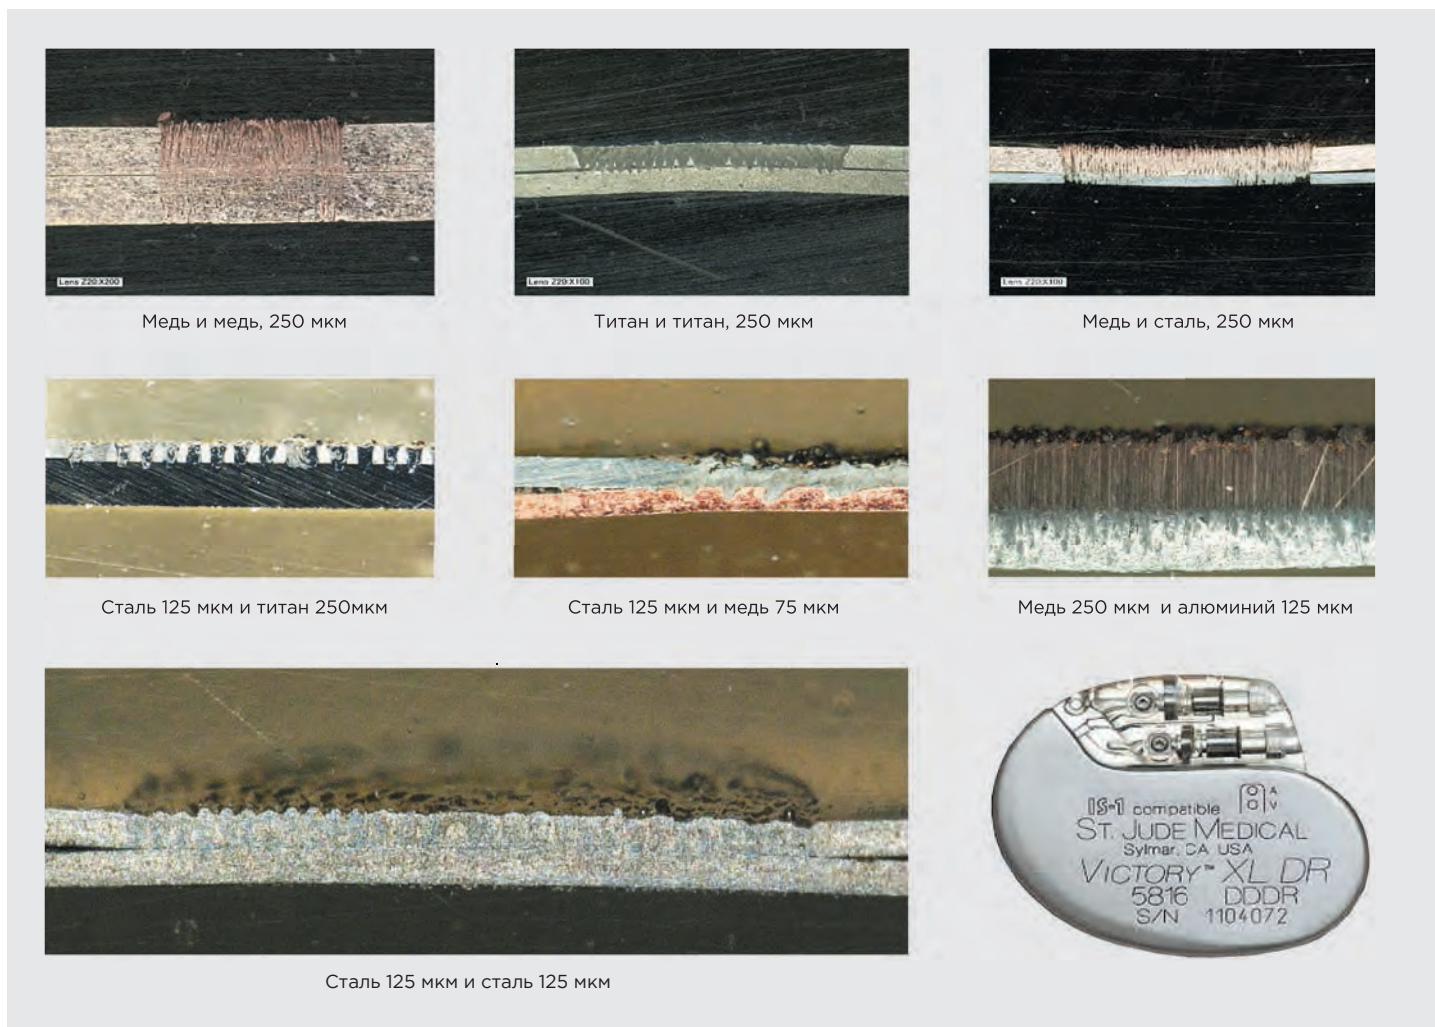 Lens Z20:X200
Lens Z20:X100
Lens Z20:X100
Медь и медь, 250 мкм
Титан и титан, 250 мкм
Медь и сталь, 250 мкм
Сталь 125 мкм и титан 250мкм
Сталь 125 мкм и медь 75 мкм
Медь 250 мкм и алюминий 125 мкм
IS-1 compatible A V
ST. JUDE MEDICAL
Sylmar, CA USA
VICTORY™ XL DR
5816 DDDR
S/N 1104072
Сталь 125 мкм и сталь 125 мкм